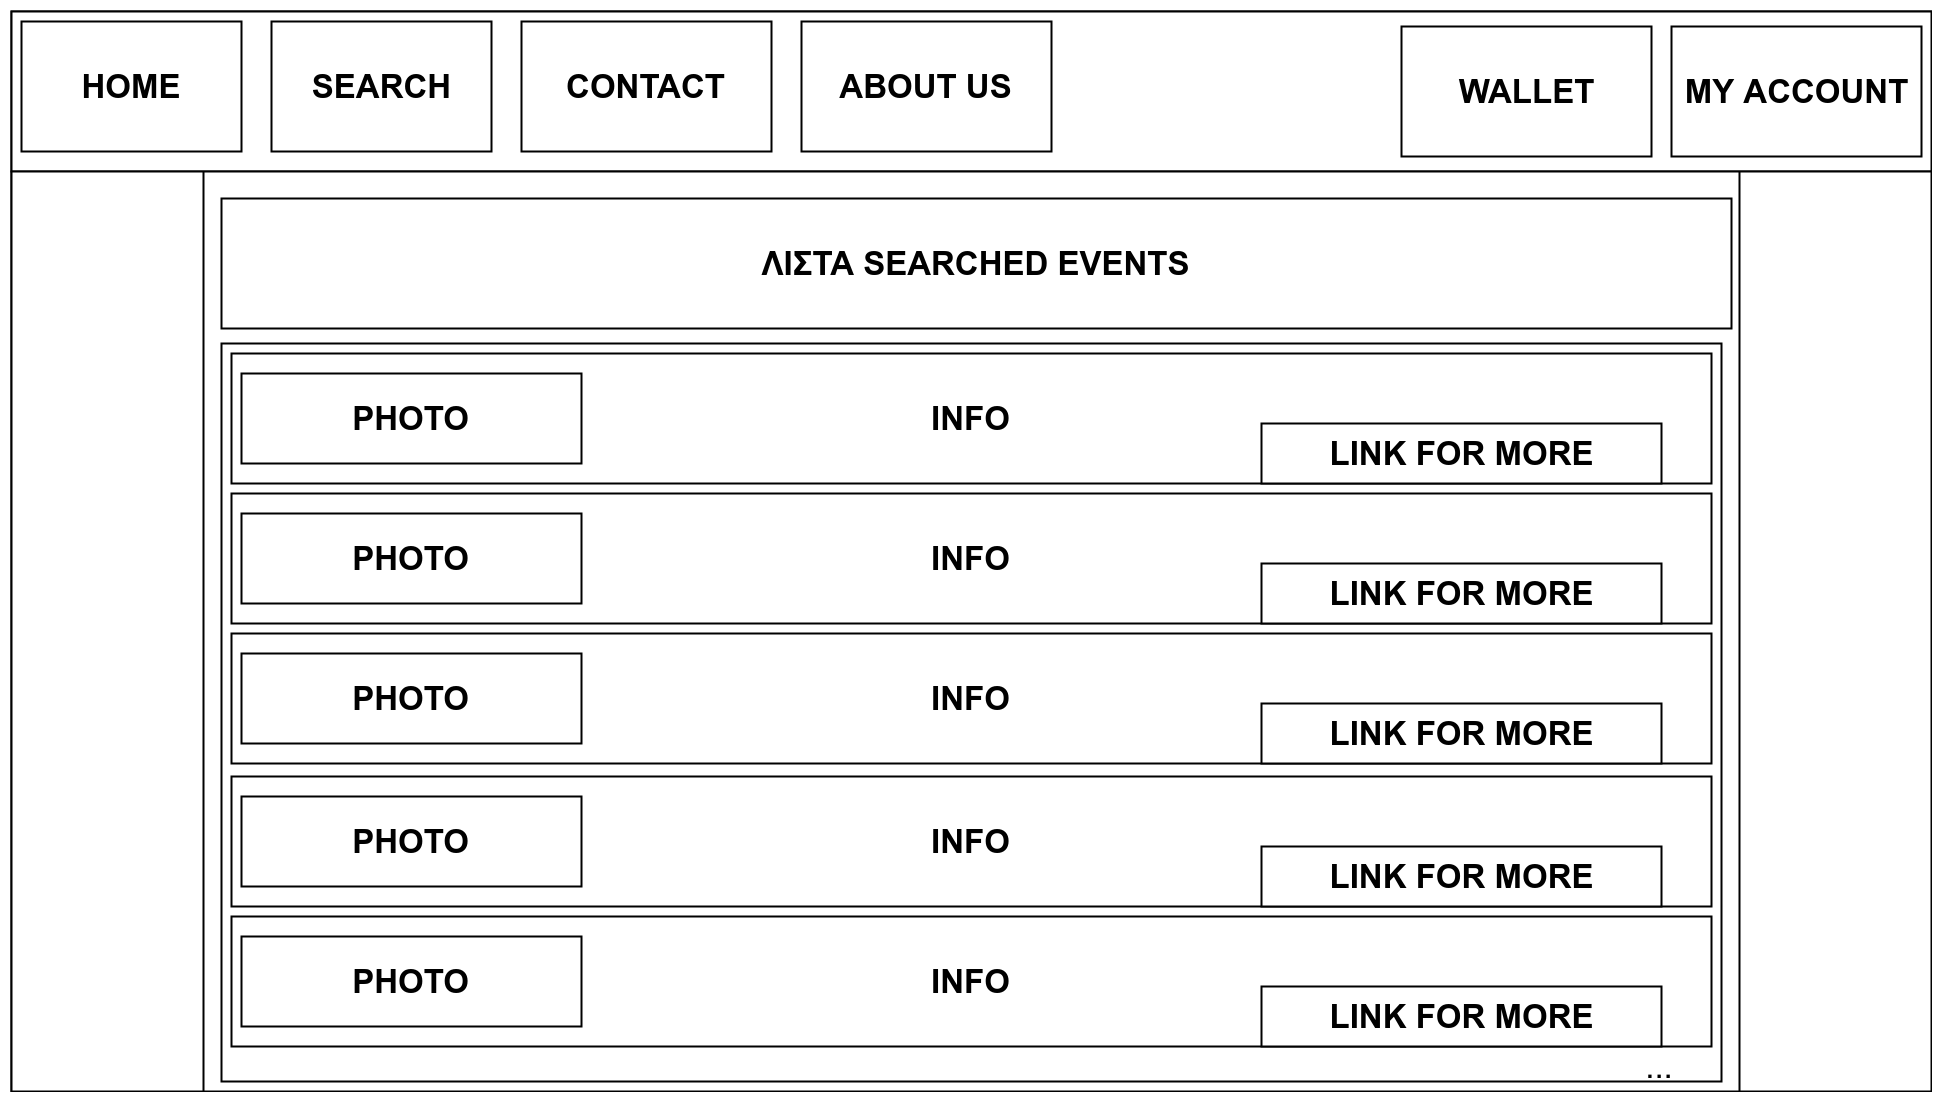 HOME
SEARCH
CONTACT
ABOUT US
WALLET
MY ACCOUNT
ΛΙΣΤΑ SEARCHED EVENTS
PHOTO
INFO
LINK FOR MORE
PHOTO
INFO
LINK FOR MORE
PHOTO
INFO
LINK FOR MORE
PHOTO
INFO
LINK FOR MORE
PHOTO
INFO
LINK FOR MORE
...